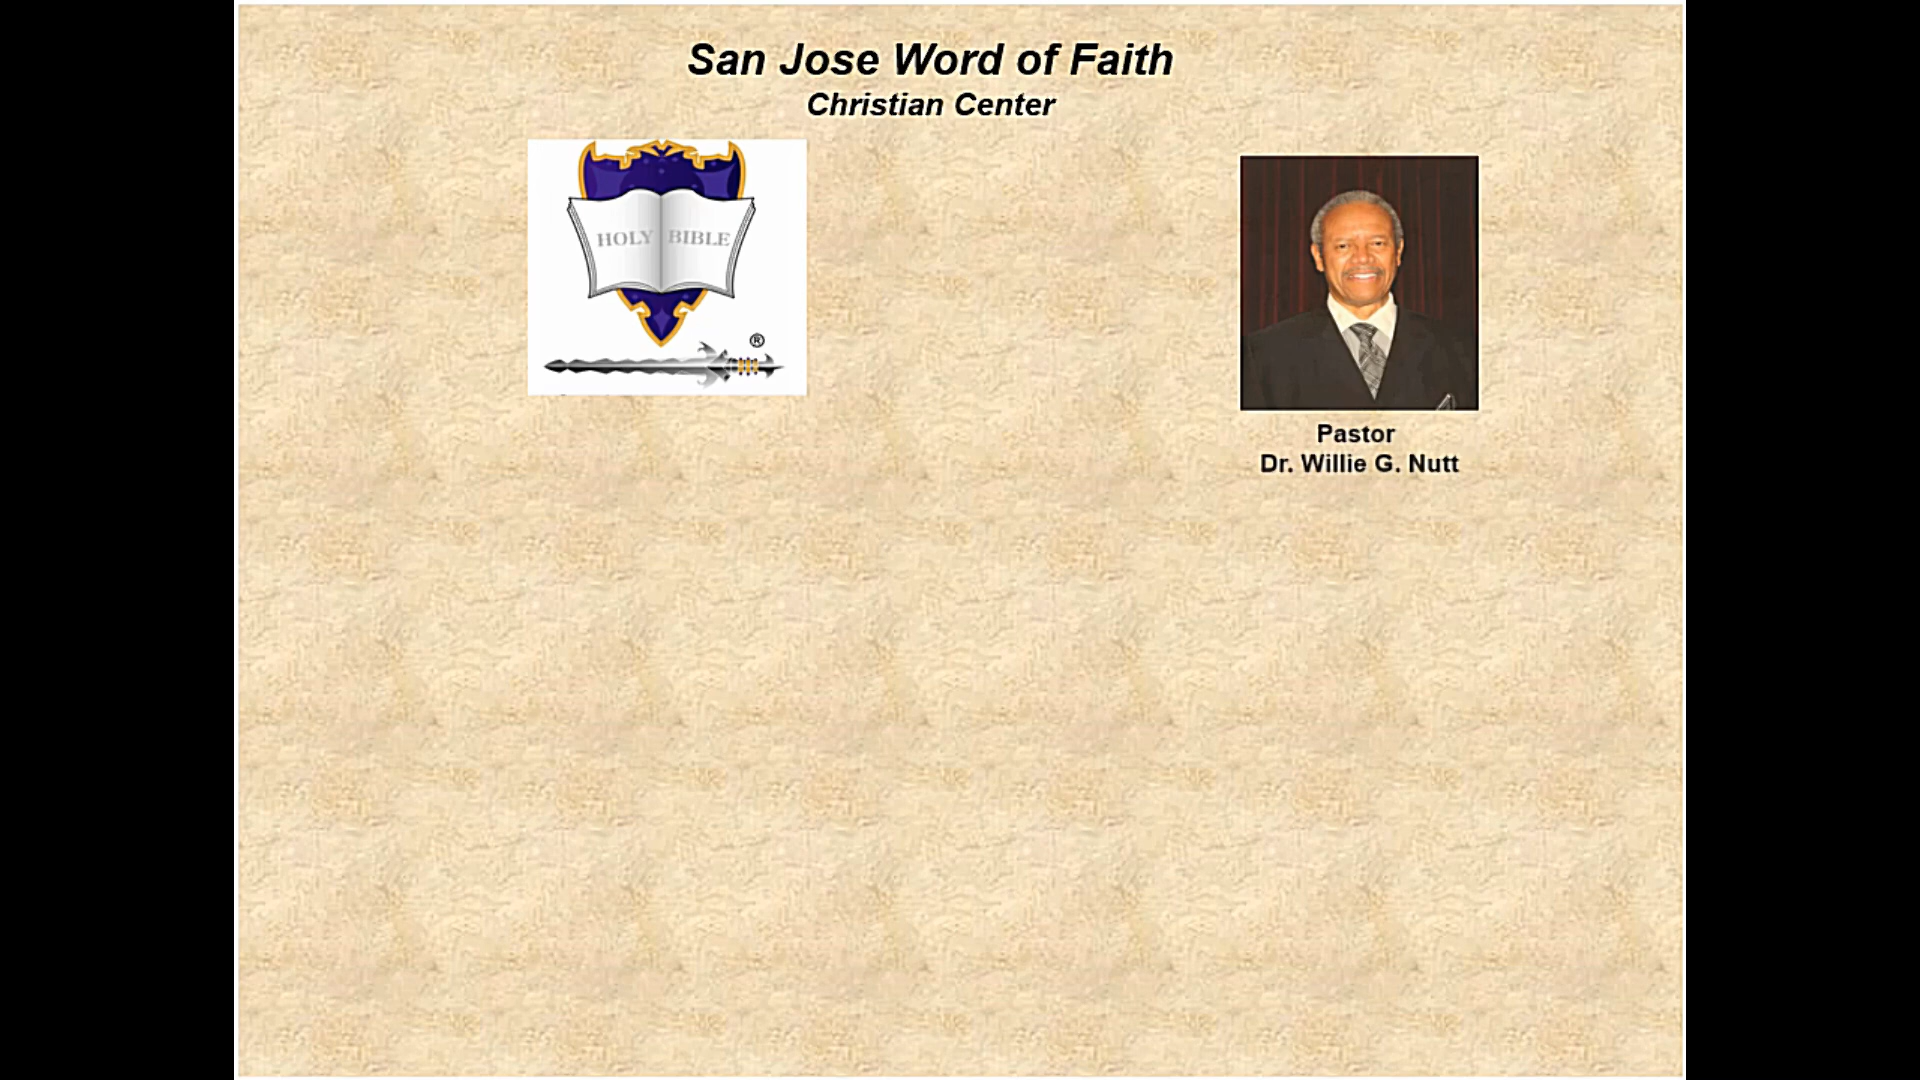 San Jose Word of Faith
Christian Center
HOLY BIBLE
®
Pastor
Dr. Willie G. Nutt